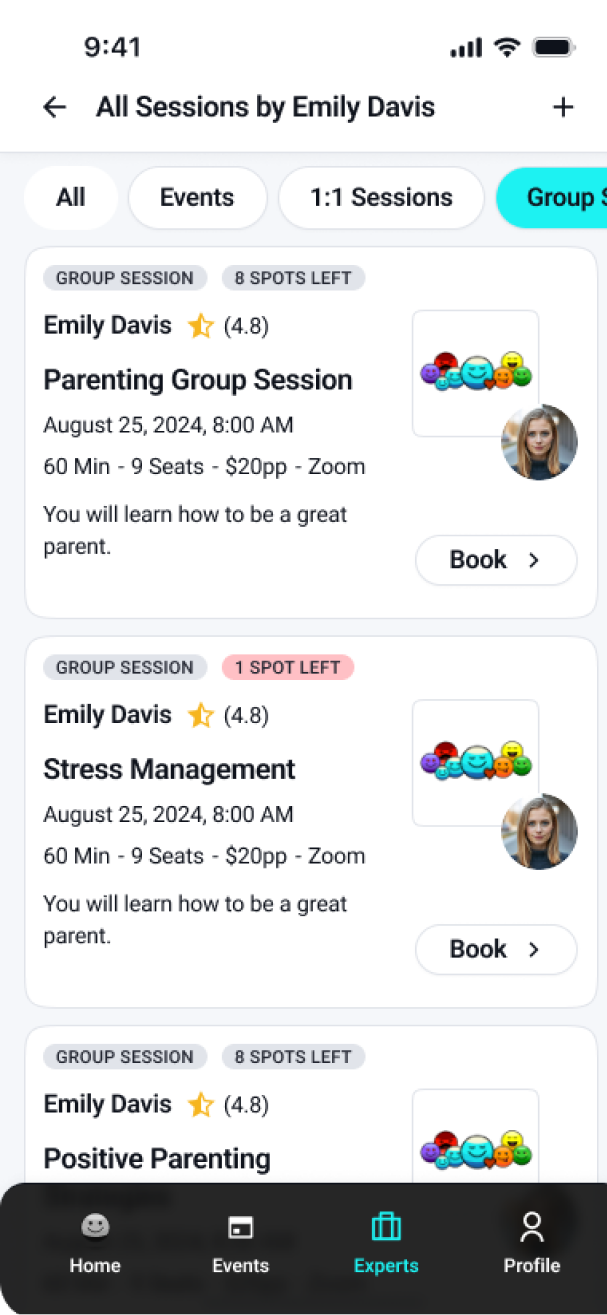 9:41
All Sessions by Emily Davis
All Events 1:1 Sessions Group S
GROUP SESSION 8 SPOTS LEFT
Emily Davis (4.8)
Parenting Group Session
August 25, 2024, 8:00 AM
60 Min - 9 Seats - $20pp - Zoom
You will learn how to be a great
parent.
Book
GROUP SESSION 1 SPOT LEFT
Emily Davis (4.8)
Stress Management
August 25, 2024, 8:00 AM
60 Min - 9 Seats - $20pp - Zoom
You will learn how to be a great
parent.
Book
GROUP SESSION 8 SPOTS LEFT
Emily Davis (4.8)
Positive Parenting
Home Events Experts Profile